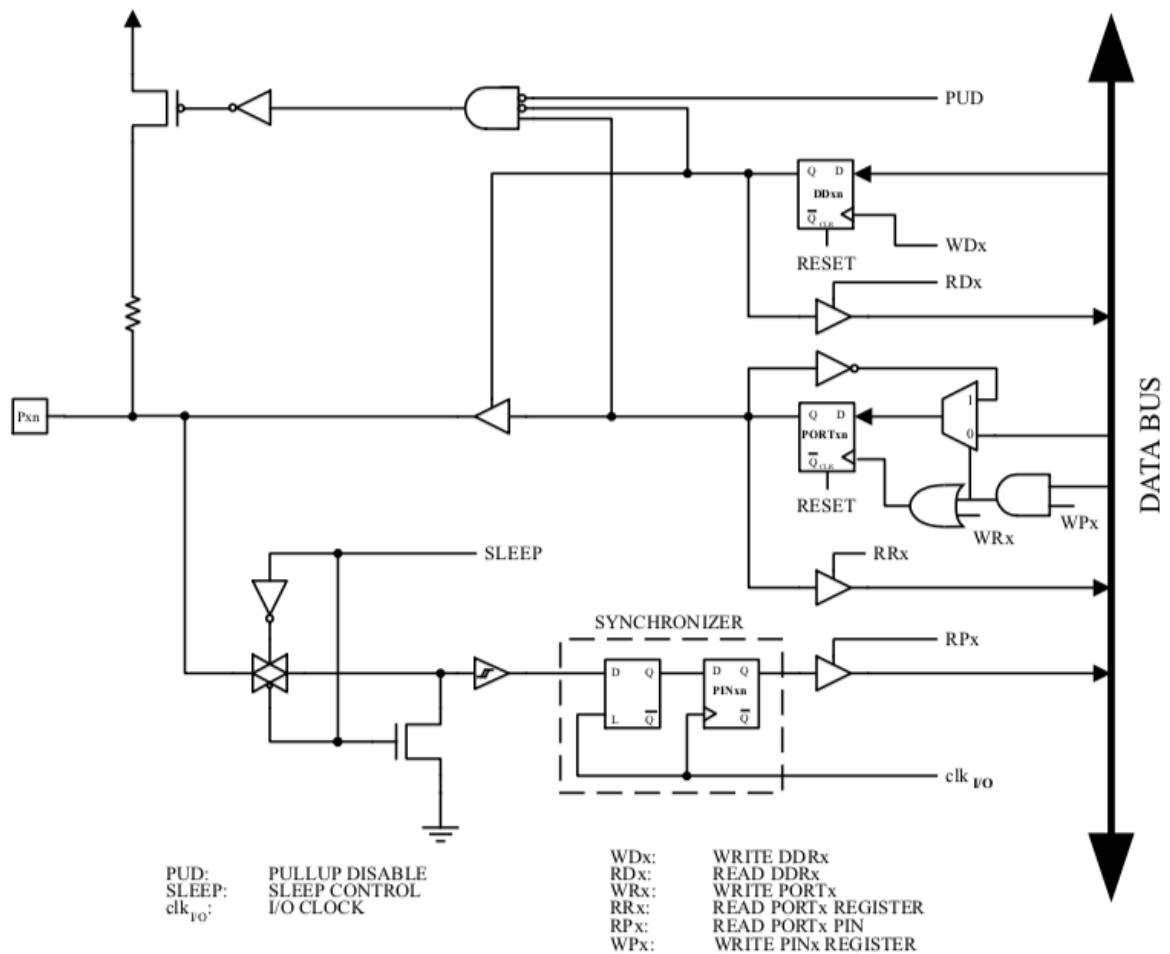 PUD
Q D
DDxn
Q CLR
WDx
RESET
RDx
1
Pxn
Q D
0
PORTxn
Q CLR
DATA BUS
RESET
WPx
WRx
SLEEP
RRx
SYNCHRONIZER
RPx
D Q
D Q
PINxn
L Q
Q
clk I/O
WDx: WRITE DDRx
PUD: PULLUP DISABLE
RDx: READ DDRx
SLEEP: SLEEP CONTROL
WRx: WRITE PORTx
clkI/O: I/O CLOCK
RRx: READ PORTx REGISTER
RPx: READ PORTx PIN
WPx: WRITE PINx REGISTER